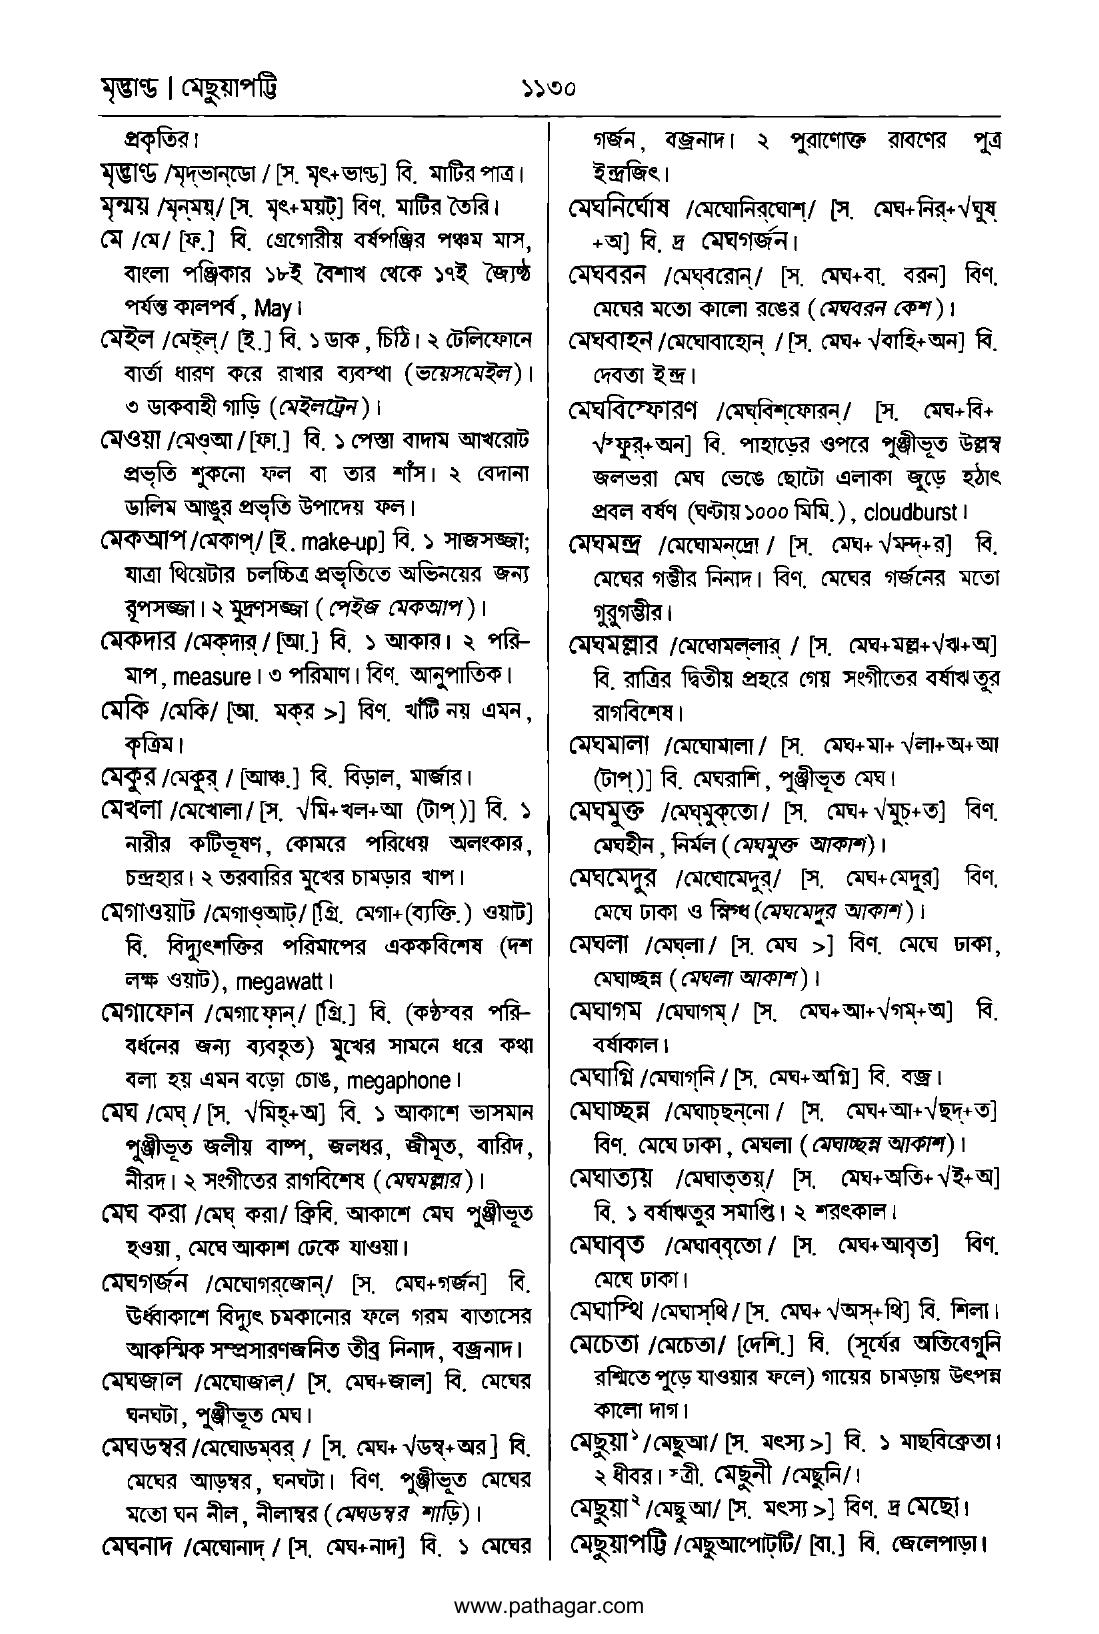 মৃদ্ভাণ্ড | মেছুয়াপট্টি
১১৩০
প্রকৃতির।
মৃদ্ভাণ্ড /মৃদ্‌ভান্‌ডো / [স. মৃৎ+ভাণ্ড] বি. মাটির পাত্র।
মৃন্ময় /মৃন্‌ময়্‌/ [স. মৃৎ+ময়ট্‌] বিণ. মাটির তৈরি।
মে /মে/ [ফ.] বি. গ্রেগোরীয় বর্ষপঞ্জির পঞ্চম মাস,
বাংলা পঞ্জিকার ১৮ই বৈশাখ থেকে ১৭ই জ্যৈষ্ঠ
পর্যন্ত কালপর্ব, May।
মেইল /মেইল্‌/ [ই.] বি. ১ ডাক, চিঠি। ২ টেলিফোনে
বার্তা ধারণ করে রাখার ব্যবস্থা (ভয়েসমেইল)।
৩ ডাকবাহী গাড়ি (মেইলট্রেন)।
মেওয়া /মেওআ/ [ফা.] বি. ১ পেস্তা বাদাম আখরোট
প্রভৃতি শুকনো ফল বা তার শাঁস। ২ বেদানা
ডালিম আঙুর প্রভৃতি উপাদেয় ফল।
মেকআপ /মেকাপ্‌/ [ই. make-up] বি. ১ সাজসজ্জা;
যাত্রা থিয়েটার চলচ্চিত্র প্রভৃতিতে অভিনয়ের জন্য
রূপসজ্জা। ২ মুদ্রণসজ্জা (পেইজ মেকআপ)।
মেকদার /মেক্‌দার্‌/ [আ.] বি. ১ আকার। ২ পরি-
মাপ, measure। ৩ পরিমাণ। বিণ. আনুপাতিক।
মেকি /মেকি/ [আ. মক্‌র >] বিণ. খাঁটি নয় এমন,
কৃত্রিম।
মেকুর /মেকুর্‌ / [আঞ্চ.] বি. বিড়াল, মার্জার।
মেখলা /মেখোলা/ [স. √মি+খল+আ (টাপ্‌)] বি. ১
নারীর কটিভূষণ, কোমরে পরিধেয় অলংকার,
চন্দ্রহার। ২ তরবারির মুখের চামড়ার খাপ।
মেগাওয়াট /মেগাওআট্‌/ [গ্রি. মেগা+(ব্যক্তি.) ওয়াট]
বি. বিদ্যুৎশক্তির পরিমাপের এককবিশেষ (দশ
লক্ষ ওয়াট), megawatt।
মেগাফোন /মেগাফোন্‌/ [গ্রি.] বি. (কণ্ঠস্বর পরি-
বর্ধনের জন্য ব্যবহৃত) মুখের সামনে ধরে কথা
বলা হয় এমন বড়ো চোঙ, megaphone।
মেঘ /মেঘ্‌ / [স. √মিহ্‌+অ] বি. ১ আকাশে ভাসমান
পুঞ্জীভূত জলীয় বাষ্প, জলধর, জীমূত, বারিদ,
নীরদ। ২ সংগীতের রাগবিশেষ (মেঘমল্লার)।
মেঘ করা /মেঘ্‌ করা/ ক্রিবি. আকাশে মেঘ পুঞ্জীভূত
হওয়া, মেঘে আকাশ ঢেকে যাওয়া।
মেঘগর্জন /মেঘোগর্‌জোন্‌/ [স. মেঘ+গর্জন] বি.
ঊর্ধ্বাকাশে বিদ্যুৎ চমকানোর ফলে গরম বাতাসের
আকস্মিক সম্প্রসারণজনিত তীব্র নিনাদ, বজ্রনাদ।
মেঘজাল /মেঘোজাল্‌/ [স. মেঘ+জাল] বি. মেঘের
ঘনঘটা, পুঞ্জীভূত মেঘ।
মেঘডম্বর /মেঘোডম্‌বর্‌ / [স. মেঘ+ √ডম্ব্‌+অর] বি.
মেঘের আড়ম্বর, ঘনঘটা। বিণ. পুঞ্জীভূত মেঘের
মতো ঘন নীল, নীলাম্বর (মেঘডম্বর শাড়ি)।
মেঘনাদ /মেঘোনাদ্‌ / [স. মেঘ+নাদ] বি. ১ মেঘের
গর্জন, বজ্রনাদ। ২ পুরাণোক্ত রাবণের পুত্র
ইন্দ্রজিৎ।
মেঘনির্ঘোষ /মেঘোনির্‌ঘোশ্‌/ [স. মেঘ+নির্‌+√ঘুষ্‌
+অ] বি. দ্র মেঘগর্জন।
মেঘবরন /মেঘ্‌বরোন্‌/ [স. মেঘ+বা. বরন] বিণ.
মেঘের মতো কালো রঙের (মেঘবরন কেশ)।
মেঘবাহন /মেঘোবাহোন্‌ / [স. মেঘ+ √বাহি+অন] বি.
দেবতা ইন্দ্র।
মেঘবিস্ফোরণ /মেঘ্‌বিশ্‌ফোরন্‌/ [স. মেঘ+বি+
√স্ফুর্‌+অন] বি. পাহাড়ের ওপরে পুঞ্জীভূত উল্লম্ব
জলভরা মেঘ ভেঙে ছোটো এলাকা জুড়ে হঠাৎ
প্রবল বর্ষণ (ঘণ্টায় ১০০০ মিমি.), cloudburst।
মেঘমন্দ্র /মেঘোমন্‌দ্রো / [স. মেঘ+ √মন্দ্‌+র] বি.
মেঘের গম্ভীর নিনাদ। বিণ. মেঘের গর্জনের মতো
গুরুগম্ভীর।
মেঘমল্লার /মেঘোমল্‌লার্‌ / [স. মেঘ+মল্ল+√ঋ+অ]
বি. রাত্রির দ্বিতীয় প্রহরে গেয় সংগীতের বর্ষাঋতুর
রাগবিশেষ।
মেঘমালা /মেঘোমালা/ [স. মেঘ+মা+ √লা+অ+আ
(টাপ্‌)] বি. মেঘরাশি, পুঞ্জীভূত মেঘ।
মেঘমুক্ত /মেঘ্‌মুক্‌তো/ [স. মেঘ+ √মুচ্‌+ত] বিণ.
মেঘহীন, নির্মল (মেঘমুক্ত আকাশ)।
মেঘমেদুর /মেঘোমেদুর্‌/ [স. মেঘ+মেদুর] বিণ.
মেঘে ঢাকা ও স্নিগ্ধ (মেঘমেদুর আকাশ)।
মেঘলা /মেঘ্‌লা/ [স. মেঘ >] বিণ. মেঘে ঢাকা,
মেঘাচ্ছন্ন (মেঘলা আকাশ)।
মেঘাগম /মেঘাগম্‌/ [স. মেঘ+আ+√গম্‌+অ] বি.
বর্ষাকাল।
মেঘাগ্নি /মেঘাগ্‌নি/ [স. মেঘ+অগ্নি] বি. বজ্র।
মেঘাচ্ছন্ন /মেঘাচ্‌ছন্‌নো/ [স. মেঘ+আ+√ছদ্‌+ত]
বিণ. মেঘে ঢাকা, মেঘলা (মেঘাচ্ছন্ন আকাশ)।
মেঘাত্যয় /মেঘাত্‌তয়্‌/ [স. মেঘ+অতি+ √ই+অ]
বি. ১ বর্ষাঋতুর সমাপ্তি। ২ শরৎকাল।
মেঘাবৃত /মেঘাব্‌বৃতো/ [স. মেঘ+আবৃত] বিণ.
মেঘে ঢাকা।
মেঘাস্থি /মেঘাস্‌থি/ [স. মেঘ+ √অস্‌+থি] বি. শিলা।
মেচেতা /মেচেতা/ [দেশি.] বি. (সূর্যের অতিবেগুনি
রশ্মিতে পুড়ে যাওয়ার ফলে) গায়ের চামড়ায় উৎপন্ন
কালো দাগ।
মেছুয়া১ /মেছুআ/ [স. মৎস্য >] বি. ১ মাছবিক্রেতা।
২ ধীবর। স্ত্রী. মেছুনী /মেছুনি/।
মেছুয়া২ /মেছুআ/ [স. মৎস্য >] বিণ. দ্র মেছো।
মেছুয়াপট্টি /মেছুআপোট্‌টি/ [বা.] বি. জেলেপাড়া।
www.pathagar.com